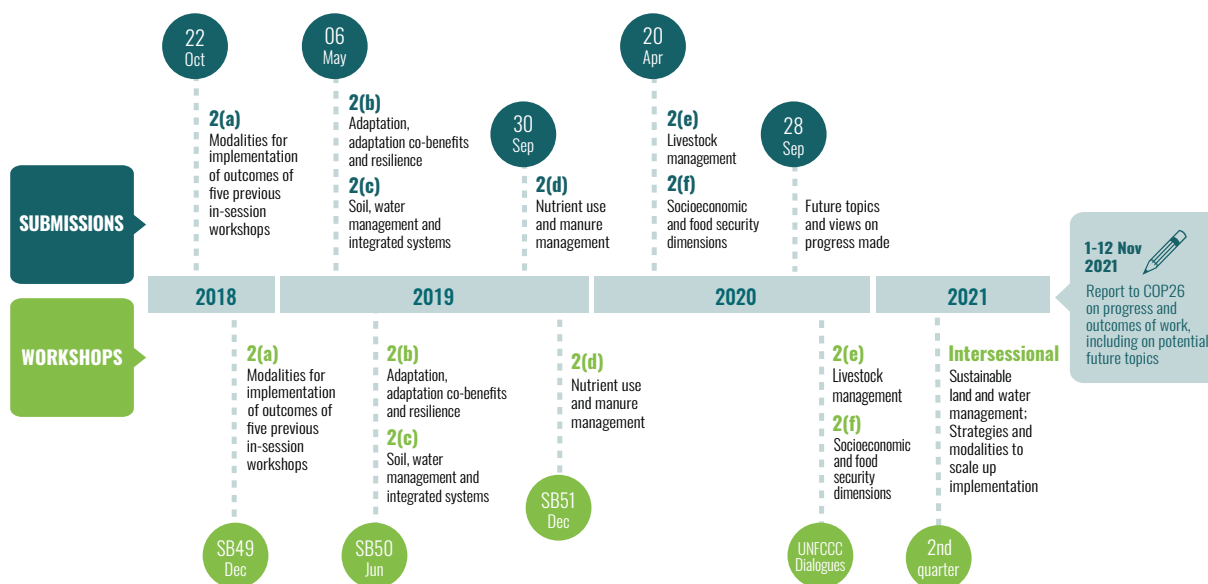 SUBMISSIONS
22
Oct
2(a)
Modalities for
implementation
of outcomes of
five previous
in-session
workshops
06
May
2(b)
Adaptation,
adaptation co-benefits
and resilience
2(c)
Soil, water
management and
integrated systems
30
Sep
2(d)
Nutrient use
and manure
management
20
Apr
2(e)
Livestock
management
2(f)
Socioeconomic
and food security
dimensions
28
Sep
Future topics
and views on
progress made
2018
2019
2020
2021
1-12 Nov
2021
Report to COP26
on progress and
outcomes of work,
including on potential
future topics
WORKSHOPS
2(a)
Modalities for
implementation
of outcomes of
five previous
in-session
workshops
SB49
Dec
2(b)
Adaptation,
adaptation co-benefits
and resilience
2(c)
Soil, water
management and
integrated systems
SB50
Jun
2(d)
Nutrient use
and manure
management
SB51
Dec
2(e)
Livestock
management
2(f)
Socioeconomic
and food
security
dimensions
UNFCCC
Dialogues
Intersessional
Sustainable
land and water
management;
Strategies and
modalities to
scale up
implementation
2nd
quarter